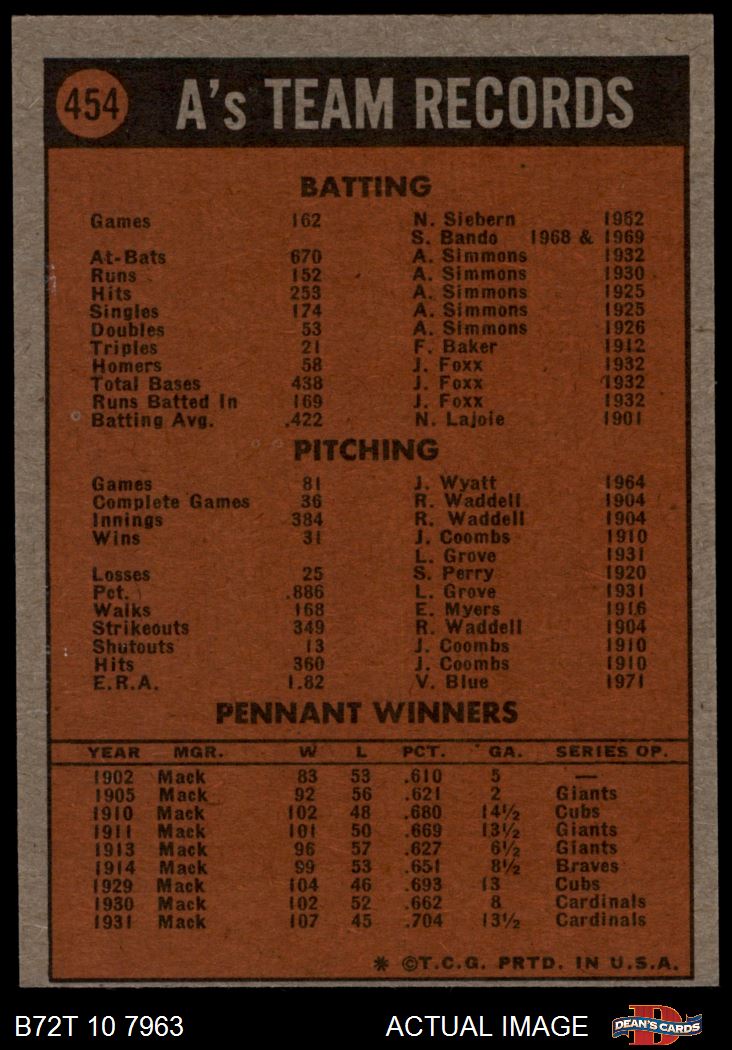 454 A's TEAM RECORDS
BATTING
Games 162 N. Siebern 1962
S. Bando 1968 & 1969
At-Bats 670 A. Simmons 1932
Runs 152 A. Simmons 1930
Hits 253 A. Simmons 1925
Singles 174 A. Simmons 1925
Doubles 53 A. Simmons 1926
Triples 21 F. Baker 1912
Homers 58 J. Foxx 1932
Total Bases 438 J. Foxx 1932
Runs Batted In 169 J. Foxx 1932
Batting Avg. .422 N. Lajoie 1901
PITCHING
Games 81 J. Wyatt 1964
Complete Games 36 R. Waddell 1904
Innings 384 R. Waddell 1904
Wins 31 J. Coombs 1910
L. Grove 1931
Losses 25 S. Perry 1920
Pct. .886 L. Grove 1931
Walks 168 E. Myers 1916
Strikeouts 349 R. Waddell 1904
Shutouts 13 J. Coombs 1910
Hits 360 J. Coombs 1910
E.R.A. 1.82 V. Blue 1971
PENNANT WINNERS
YEAR MGR. W L PCT. GA. SERIES OP.
1902 Mack 83 53 .610 5 —
1905 Mack 92 56 .621 2 Giants
1910 Mack 102 48 .680 14½ Cubs
1911 Mack 101 50 .669 13½ Giants
1913 Mack 96 57 .627 6½ Giants
1914 Mack 99 53 .651 8½ Braves
1929 Mack 104 46 .693 13 Cubs
1930 Mack 102 52 .662 8 Cardinals
1931 Mack 107 45 .704 13½ Cardinals
* ©T.C.G. PRTD. IN U.S.A.
B72T 10 7963 ACTUAL IMAGE D DEAN'S CARDS